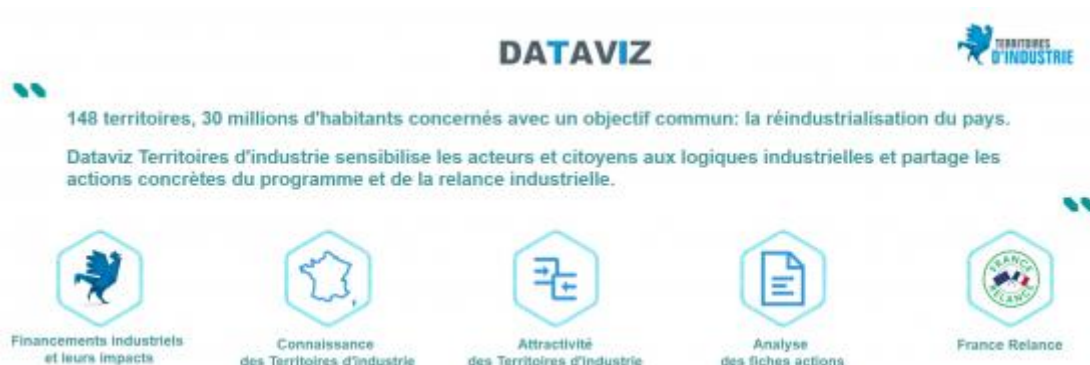 DATAVIZ
TERRITOIRES
D'INDUSTRIE
148 territoires, 30 millions d'habitants concernés avec un objectif commun: la réindustrialisation du pays.
Dataviz Territoires d'industrie sensibilise les acteurs et citoyens aux logiques industrielles et partage les
actions concrètes du programme et de la relance industrielle.
FRANCE
RELANCE
Financements industriels
et leurs impacts
Connaissance
des Territoires d'industrie
Attractivité
des Territoires d'industrie
Analyse
des fiches actions
France Relance